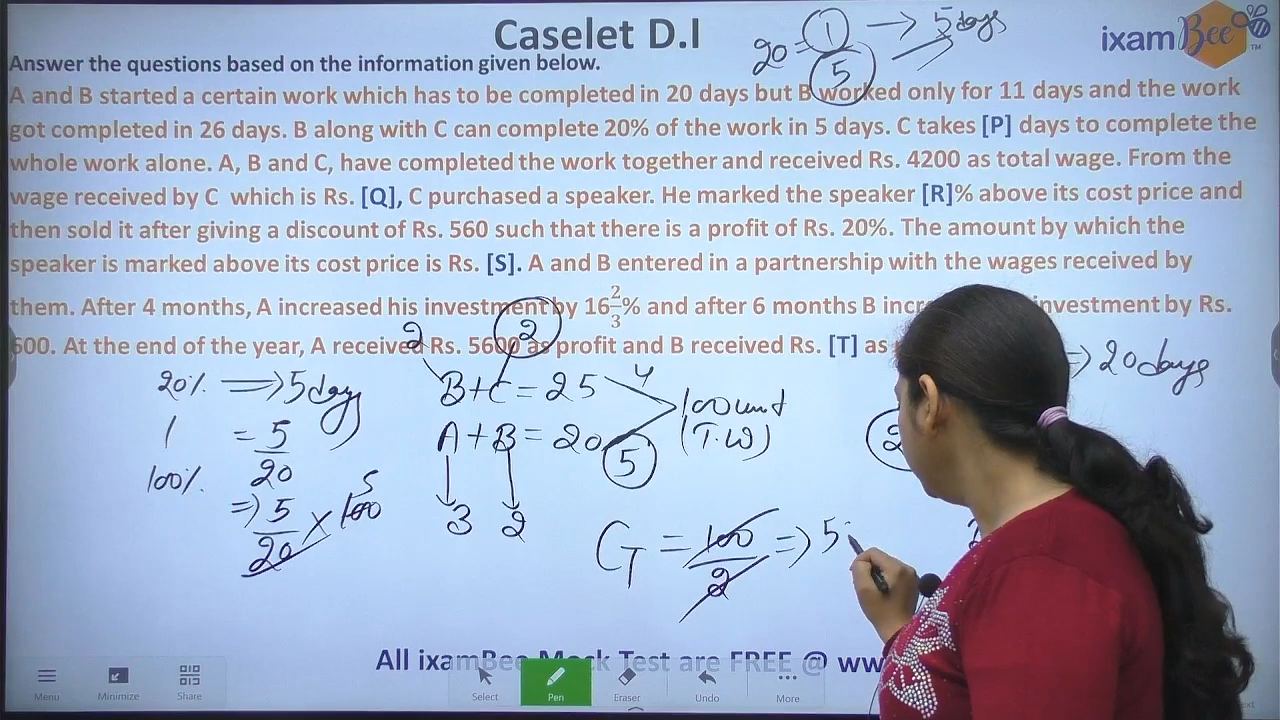 Caselet D.I
ixamBee
TM
20 = 1 → 5 days
5
Answer the questions based on the information given below.
A and B started a certain work which has to be completed in 20 days but B worked only for 11 days and the work
got completed in 26 days. B along with C can complete 20% of the work in 5 days. C takes [P] days to complete the
whole work alone. A, B and C, have completed the work together and received Rs. 4200 as total wage. From the
wage received by C which is Rs. [Q], C purchased a speaker. He marked the speaker [R]% above its cost price and
then sold it after giving a discount of Rs. 560 such that there is a profit of Rs. 20%. The amount by which the
speaker is marked above its cost price is Rs. [S]. A and B entered in a partnership with the wages received by
them. After 4 months, A increased his investment by 16 2/3% and after 6 months B investment by Rs.
600. At the end of the year, A received Rs. 5600 as profit and B received Rs. [T] as
2 2
⇒ 20 days
20% ⇒ 5 days
B+C = 25 4
100 unit
(T.W)
1 = 5/20
A + B = 20 5
100%
⇒ 5/20 × 100 5
3 2
= 100/2 ⇒ 5
All ixamBee Mock Test are FREE @
Menu
Minimize
Share
Select
Pen
Eraser
Undo
More